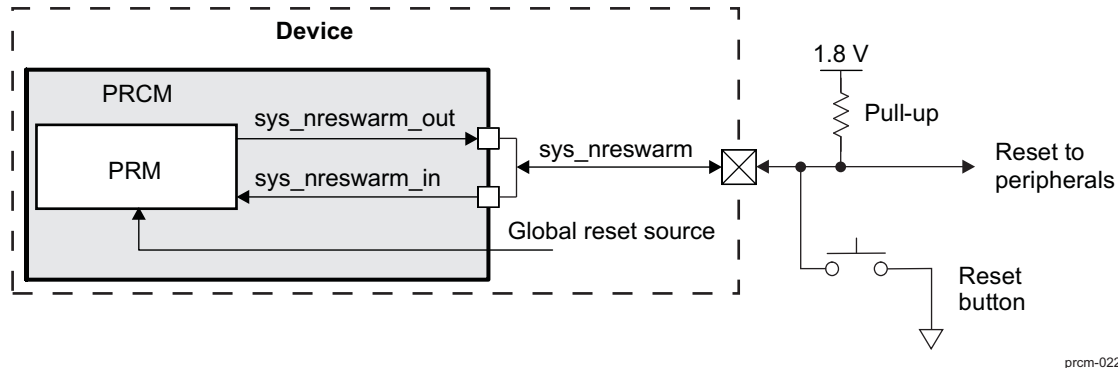 Device
1.8 V
PRCM
Pull-up
sys_nreswarm_out
sys_nreswarm
PRM
sys_nreswarm_in
Reset to
peripherals
Global reset source
Reset
button
prcm-022